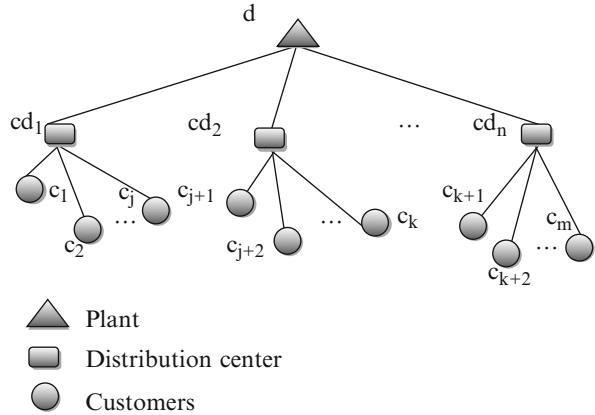 d
cd₁
cd₂
...
cdₙ
c₁
c₂
...
cⱼ
cⱼ₊₁
cⱼ₊₂
...
cₖ
cₖ₊₁
cₖ₊₂
...
cₘ
Plant
Distribution center
Customers